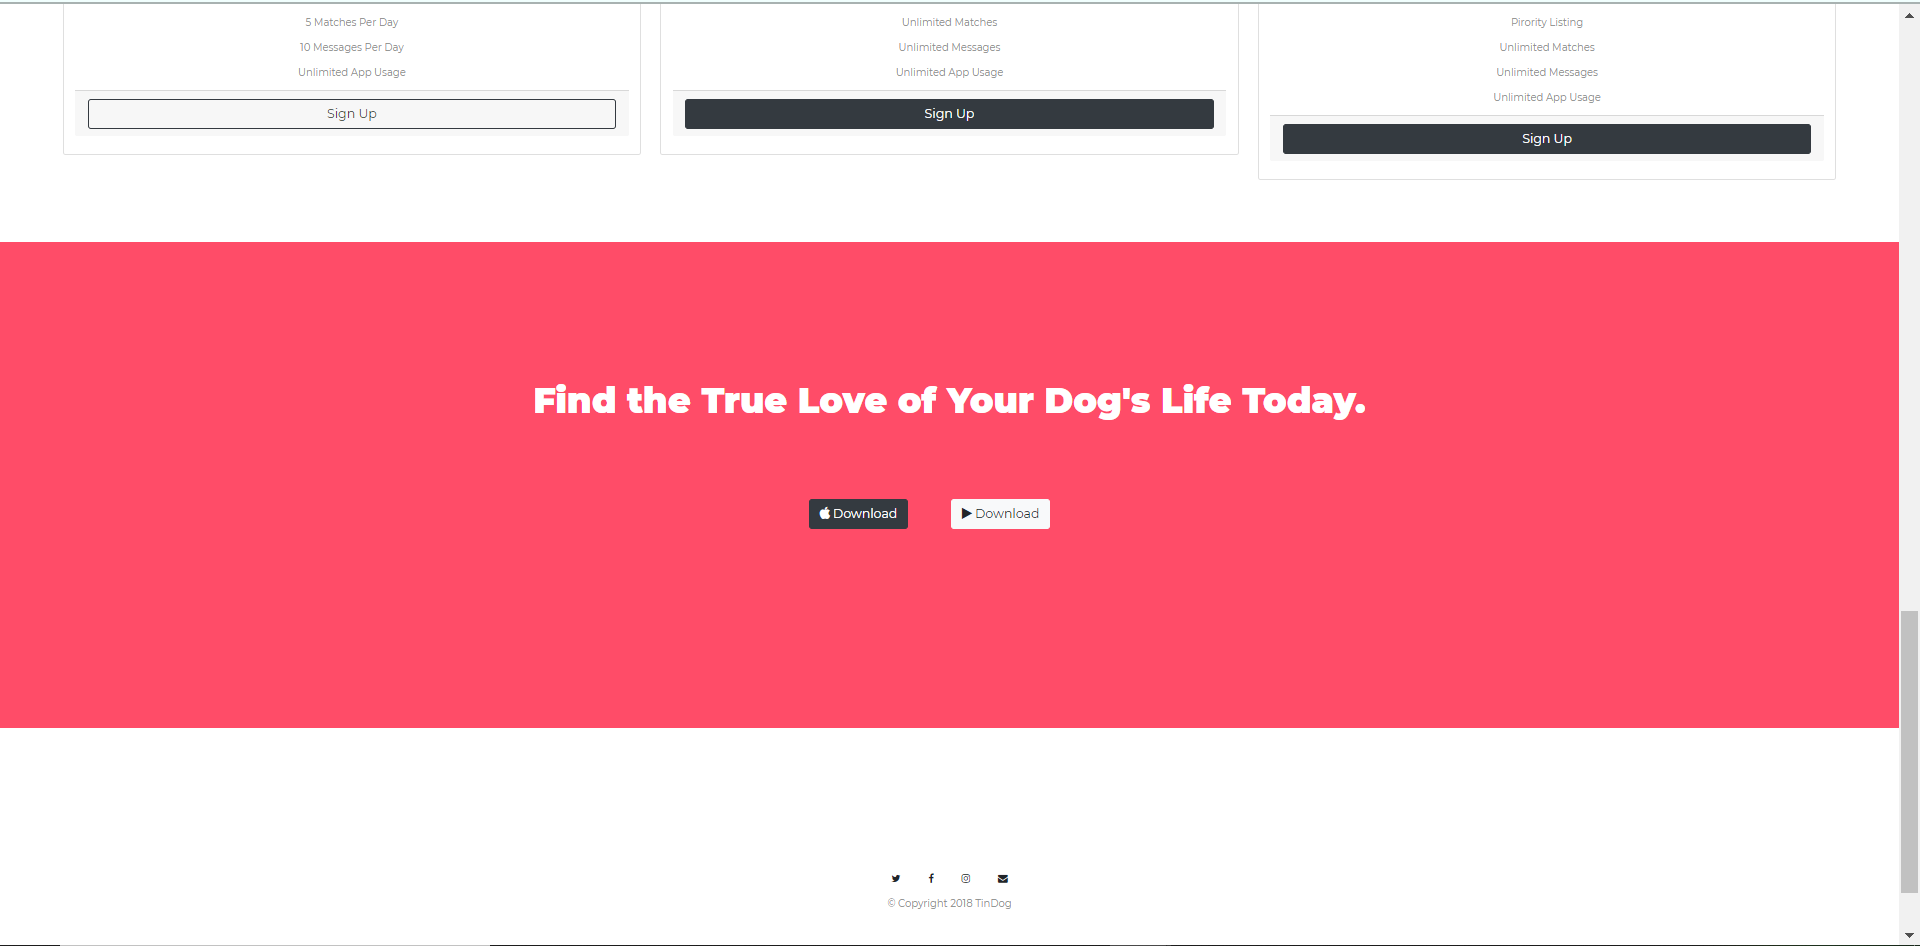 5 Matches Per Day
10 Messages Per Day
Unlimited App Usage
Sign Up
Unlimited Matches
Unlimited Messages
Unlimited App Usage
Sign Up
Pirority Listing
Unlimited Matches
Unlimited Messages
Unlimited App Usage
Sign Up
Find the True Love of Your Dog's Life Today.
Download
Download
© Copyright 2018 TinDog